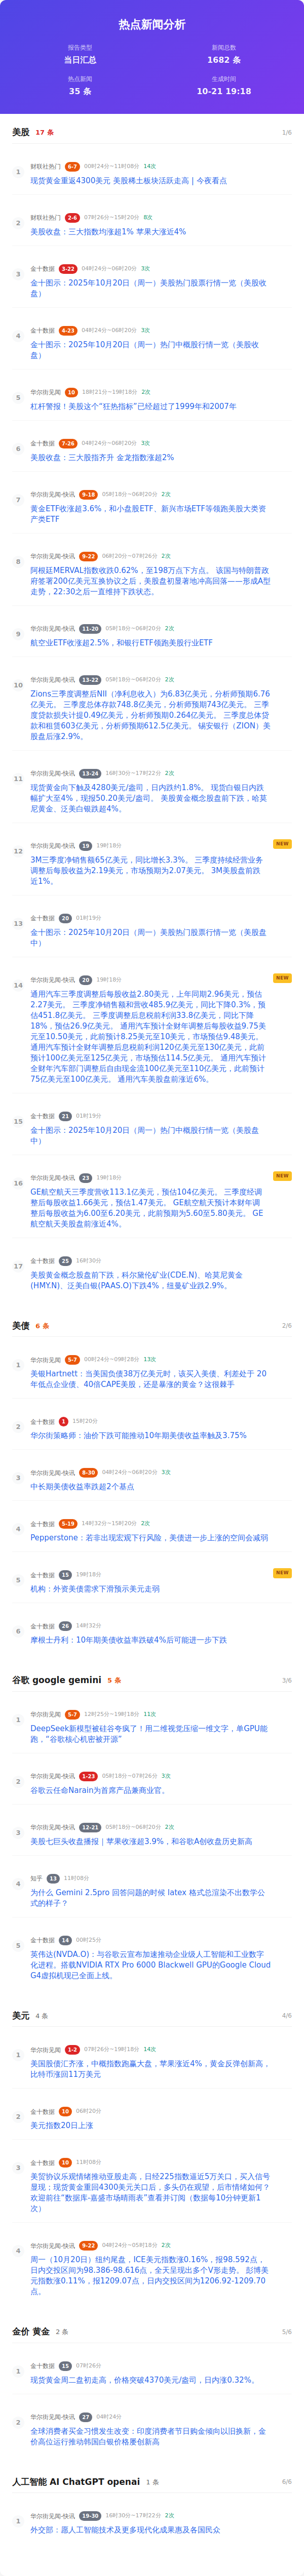 热点新闻分析
报告类型
当日汇总
新闻总数
1682 条
热点新闻
35 条
生成时间
10-21 19:18
美股 17 条
1/6
1
财联社热门 6-7 00时24分~11时08分 14次
现货黄金重返4300美元 美股稀土板块活跃走高 | 今夜看点
2
财联社热门 2-6 07时26分~15时20分 8次
美股收盘：三大指数均涨超1% 苹果大涨近4%
3
金十数据 3-22 04时24分~06时20分 3次
金十图示：2025年10月20日（周一）美股热门股票行情一览（美股收
盘）
4
金十数据 4-23 04时24分~06时20分 3次
金十图示：2025年10月20日（周一）热门中概股行情一览（美股收
盘）
5
华尔街见闻 10 18时21分~19时18分 2次
杠杆警报！美股这个“狂热指标”已经超过了1999年和2007年
6
金十数据 7-26 04时24分~06时20分 3次
美股收盘：三大股指齐升 金龙指数涨超2%
7
华尔街见闻-快讯 9-18 05时18分~06时20分 2次
黄金ETF收涨超3.6%，和小盘股ETF、新兴市场ETF等领跑美股大类资
产类ETF
8
华尔街见闻-快讯 9-22 06时20分~07时26分 2次
阿根廷MERVAL指数收跌0.62%，至198万点下方点。 该国与特朗普政
府签署200亿美元互换协议之后，美股盘初显著地冲高回落——形成A型
走势，22:30之后一直维持下跌状态。
9
华尔街见闻-快讯 11-20 05时18分~06时20分 2次
航空业ETF收涨超2.5%，和银行ETF领跑美股行业ETF
10
华尔街见闻-快讯 13-22 05时18分~06时20分 2次
Zions三季度调整后NII（净利息收入）为6.83亿美元，分析师预期6.76
亿美元。 三季度总体存款748.8亿美元，分析师预期743亿美元。 三季
度贷款损失计提0.49亿美元，分析师预期0.264亿美元。 三季度总体贷
款和租赁603亿美元，分析师预期612.5亿美元。 锡安银行（ZION）美
股盘后涨2.9%。
11
华尔街见闻-快讯 13-24 16时30分~17时22分 2次
现货黄金向下触及4280美元/盎司，日内跌约1.8%。 现货白银日内跌
幅扩大至4%，现报50.20美元/盎司。 美股黄金概念股盘前下跌，哈莫
尼黄金、泛美白银跌超4%。
12
华尔街见闻-快讯 19 19时18分
NEW
3M三季度净销售额65亿美元，同比增长3.3%。 三季度持续经营业务
调整后每股收益为2.19美元，市场预期为2.07美元。 3M美股盘前跌
近1%。
13
金十数据 20 01时19分
金十图示：2025年10月20日（周一）美股热门股票行情一览（美股盘
中）
14
华尔街见闻-快讯 20 19时18分
NEW
通用汽车三季度调整后每股收益2.80美元，上年同期2.96美元，预估
2.27美元。 三季度净销售额和营收485.9亿美元，同比下降0.3%，预
估451.8亿美元。 三季度调整后息税前利润33.8亿美元，同比下降
18%，预估26.9亿美元。 通用汽车预计全财年调整后每股收益9.75美
元至10.50美元，此前预计8.25美元至10美元，市场预估9.48美元。
通用汽车预计全财年调整后息税前利润120亿美元至130亿美元，此前
预计100亿美元至125亿美元，市场预估114.5亿美元。 通用汽车预计
全财年汽车部门调整后自由现金流100亿美元至110亿美元，此前预计
75亿美元至100亿美元。 通用汽车美股盘前涨近6%。
15
金十数据 21 01时19分
金十图示：2025年10月20日（周一）热门中概股行情一览（美股盘
中）
16
华尔街见闻-快讯 23 19时18分
NEW
GE航空航天三季度营收113.1亿美元，预估104亿美元。 三季度经调
整后每股收益1.66美元，预估1.47美元。 GE航空航天预计本财年调
整后每股收益为6.00至6.20美元，此前预期为5.60至5.80美元。 GE
航空航天美股盘前涨近4%。
17
金十数据 25 16时30分
美股黄金概念股盘前下跌，科尔黛伦矿业(CDE.N)、哈莫尼黄金
(HMY.N)、泛美白银(PAAS.O)下跌4%，纽曼矿业跌2.9%。
美债 6 条
2/6
1
华尔街见闻 5-7 00时24分~09时28分 13次
美银Hartnett：当美国负债38万亿美元时，该买入美债、利差处于 20
年低点企业债、40倍CAPE美股，还是暴涨的黄金？这很棘手
2
金十数据 1 15时20分
华尔街策略师：油价下跌可能推动10年期美债收益率触及3.75%
3
华尔街见闻-快讯 8-30 04时24分~06时20分 3次
中长期美债收益率跌超2个基点
4
金十数据 5-19 14时32分~15时20分 2次
Pepperstone：若非出现宏观下行风险，美债进一步上涨的空间会减弱
5
金十数据 15 19时18分
NEW
机构：外资美债需求下滑预示美元走弱
6
金十数据 26 14时32分
摩根士丹利：10年期美债收益率跌破4%后可能进一步下跌
谷歌 google gemini 5 条
3/6
1
华尔街见闻 5-7 12时25分~19时18分 11次
DeepSeek新模型被硅谷夸疯了！用二维视觉压缩一维文字，单GPU能
跑，“谷歌核心机密被开源”
2
华尔街见闻-快讯 1-23 05时18分~07时26分 3次
谷歌云任命Narain为首席产品兼商业官。
3
华尔街见闻-快讯 12-21 05时18分~06时20分 2次
美股七巨头收盘播报｜苹果收涨超3.9%，和谷歌A创收盘历史新高
4
知乎 13 11时08分
为什么 Gemini 2.5pro 回答问题的时候 latex 格式总渲染不出数学公
式的样子？
5
金十数据 14 00时25分
英伟达(NVDA.O)：与谷歌云宣布加速推动企业级人工智能和工业数字
化进程。搭载NVIDIA RTX Pro 6000 Blackwell GPU的Google Cloud
G4虚拟机现已全面上线。
美元 4 条
4/6
1
华尔街见闻 1-2 07时26分~19时18分 14次
美国股债汇齐涨，中概指数跑赢大盘，苹果涨近4%，黄金反弹创新高，
比特币涨回11万美元
2
金十数据 10 06时20分
美元指数20日上涨
3
金十数据 10 11时08分
美贸协议乐观情绪推动亚股走高，日经225指数逼近5万关口，买入信号
显现；现货黄金重回4300美元关口后，多头仍在观望，后市情绪如何？
欢迎前往“数据库-嘉盛市场晴雨表”查看并订阅（数据每10分钟更新1
次）
4
华尔街见闻-快讯 9-22 04时24分~05时18分 2次
周一（10月20日）纽约尾盘，ICE美元指数涨0.16%，报98.592点，
日内交投区间为98.386-98.616点，全天呈现出多个V形走势。 彭博美
元指数涨0.11%，报1209.07点，日内交投区间为1206.92-1209.70
点。
金价 黄金 2 条
5/6
1
金十数据 15 07时26分
现货黄金周二盘初走高，价格突破4370美元/盎司，日内涨0.32%。
2
华尔街见闻-快讯 27 04时24分
全球消费者买金习惯发生改变：印度消费者节日购金倾向以旧换新，金
价高位运行推动韩国白银价格屡创新高
人工智能 AI ChatGPT openai 1 条
6/6
1
华尔街见闻-快讯 19-30 16时30分~17时22分 2次
外交部：愿人工智能技术及更多现代化成果惠及各国民众